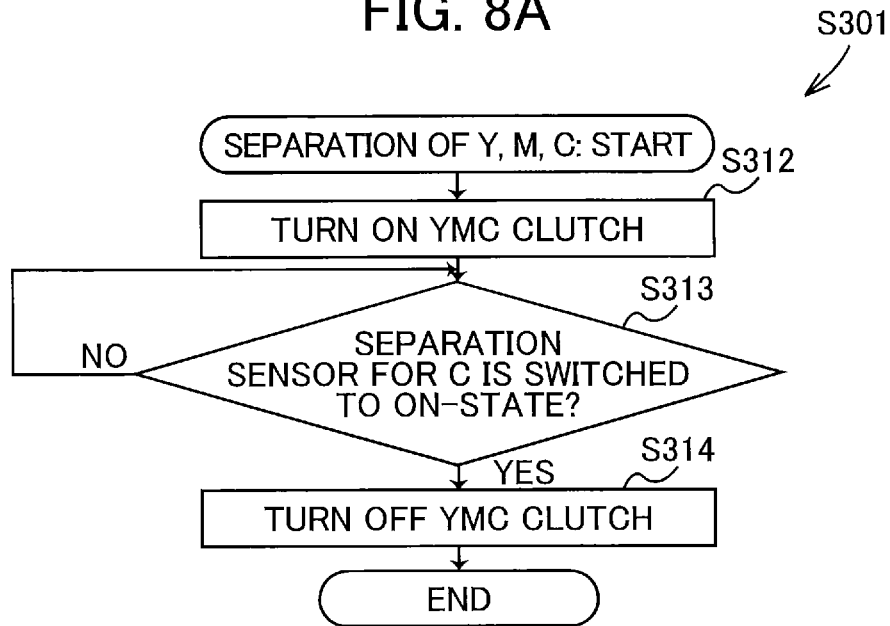 FIG. 8A
S301
SEPARATION OF Y, M, C: START
S312
TURN ON YMC CLUTCH
S313
SEPARATION
SENSOR FOR C IS SWITCHED
TO ON-STATE?
NO
YES
S314
TURN OFF YMC CLUTCH
END